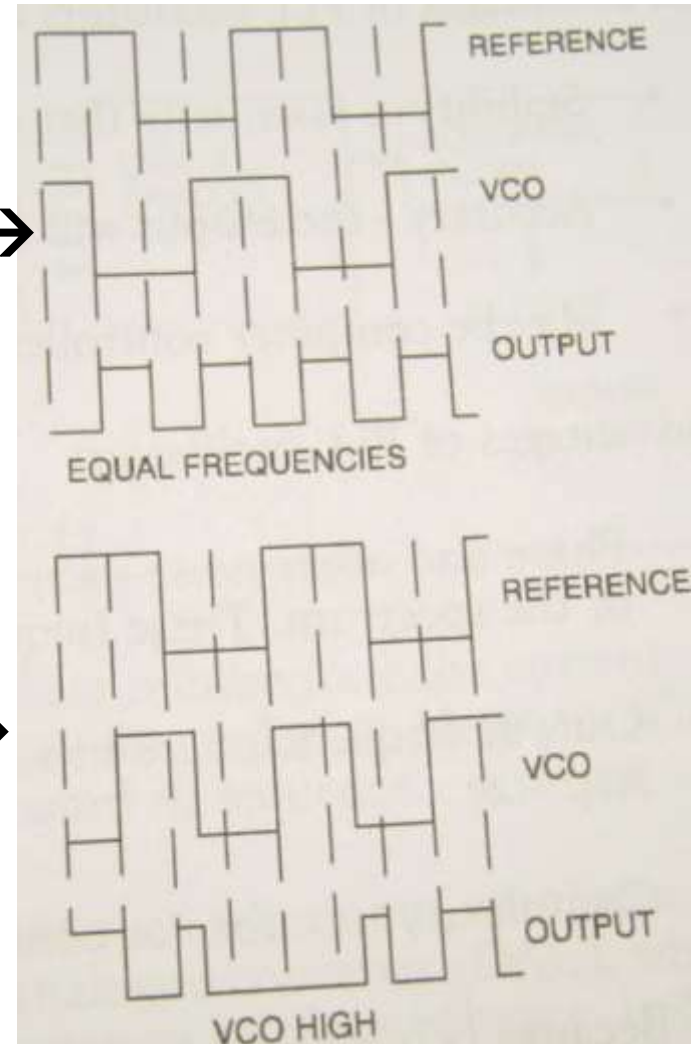 REFERENCE
VCO
OUTPUT
EQUAL FREQUENCIES
REFERENCE
VCO
OUTPUT
VCO HIGH